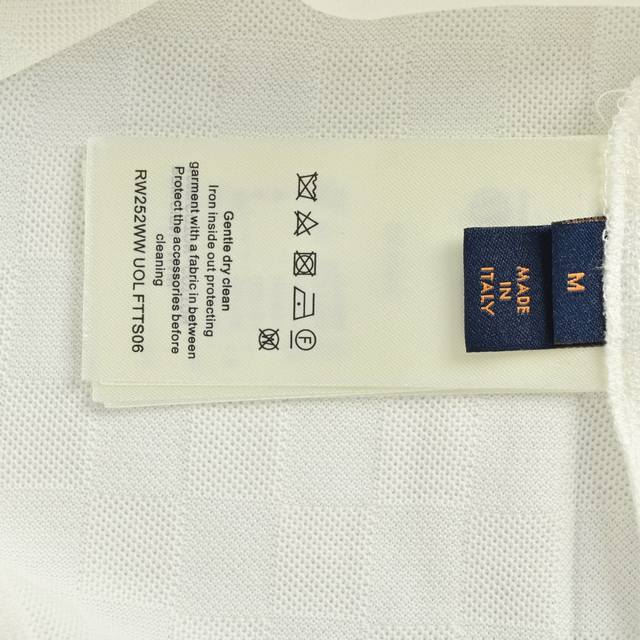 Gentle dry clean
Iron inside out protecting
garment with a fabric in between
Protect the accessories before
cleaning
RW252WW UOL FTTS06
MADE
IN
ITALY
M